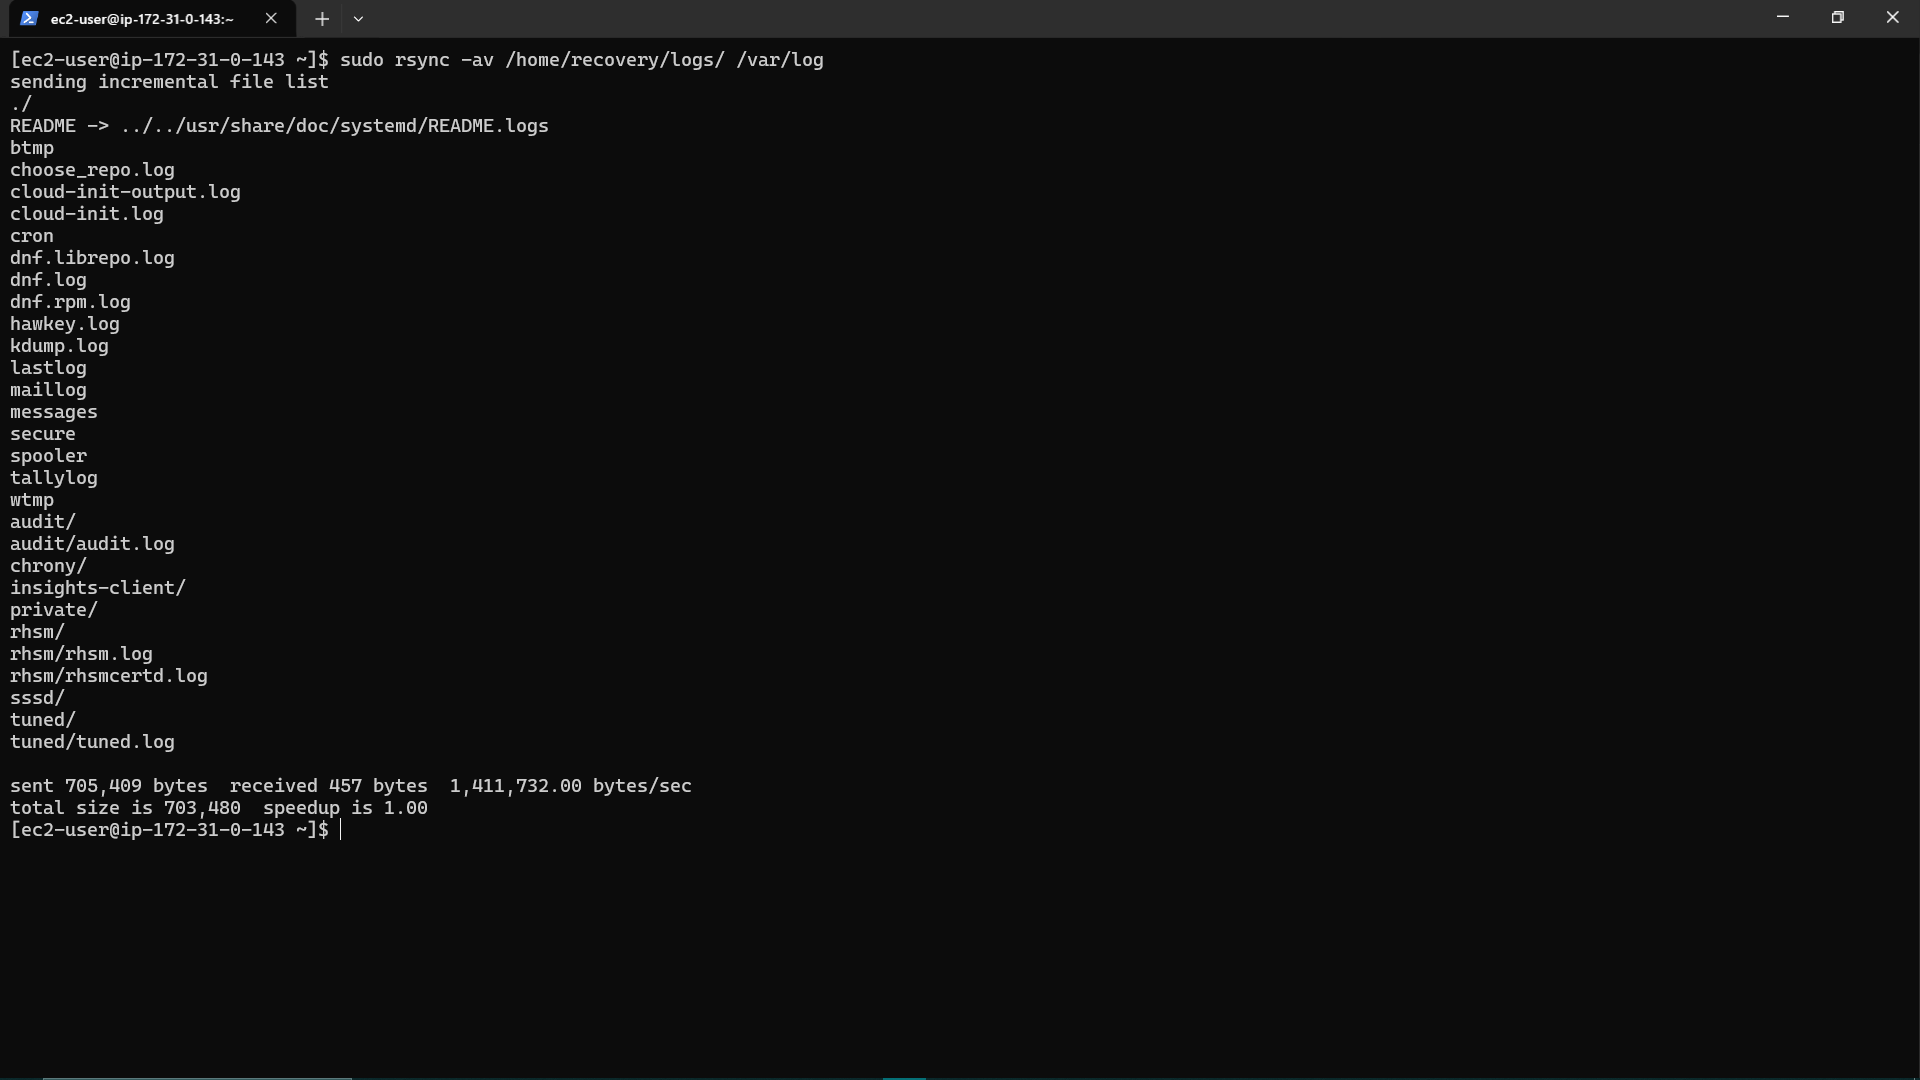 ec2-user@ip-172-31-0-143:~
[ec2-user@ip-172-31-0-143 ~]$ sudo rsync -av /home/recovery/logs/ /var/log
sending incremental file list
./
README -> ../../usr/share/doc/systemd/README.logs
btmp
choose_repo.log
cloud-init-output.log
cloud-init.log
cron
dnf.librepo.log
dnf.log
dnf.rpm.log
hawkey.log
kdump.log
lastlog
maillog
messages
secure
spooler
tallylog
wtmp
audit/
audit/audit.log
chrony/
insights-client/
private/
rhsm/
rhsm/rhsm.log
rhsm/rhsmcertd.log
sssd/
tuned/
tuned/tuned.log
sent 705,409 bytes  received 457 bytes  1,411,732.00 bytes/sec
total size is 703,480  speedup is 1.00
[ec2-user@ip-172-31-0-143 ~]$